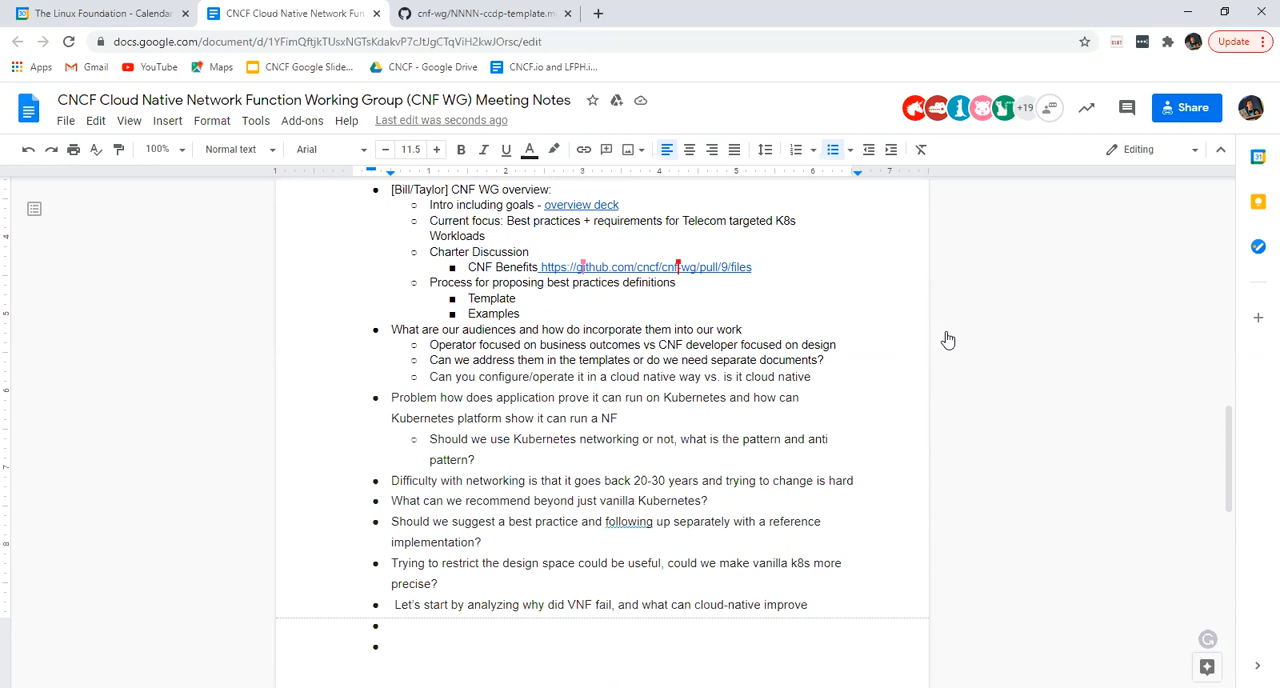 The Linux Foundation - Calendar
CNCF Cloud Native Network Fun
cnf-wg/NNNN-ccdp-template.m
docs.google.com/document/d/1YFimQftjkTUsxNGTsKdakvP7cJtJgCTqViH2kwJOrsc/edit
Update
Apps
Gmail
YouTube
Maps
CNCF Google Slide...
CNCF - Google Drive
CNCF.io and LFPH.i...
CNCF Cloud Native Network Function Working Group (CNF WG) Meeting Notes
File Edit View Insert Format Tools Add-ons Help Last edit was seconds ago
+19
Share
100% Normal text Arial 11.5 B I U A Editing
1 1 2 3 4 5 6 7
[Bill/Taylor] CNF WG overview:
Intro including goals - overview deck
Current focus: Best practices + requirements for Telecom targeted K8s
Workloads
Charter Discussion
CNF Benefits https://github.com/cncf/cnf-wg/pull/9/files
Process for proposing best practices definitions
Template
Examples
What are our audiences and how do incorporate them into our work
Operator focused on business outcomes vs CNF developer focused on design
Can we address them in the templates or do we need separate documents?
Can you configure/operate it in a cloud native way vs. is it cloud native
Problem how does application prove it can run on Kubernetes and how can
Kubernetes platform show it can run a NF
Should we use Kubernetes networking or not, what is the pattern and anti
pattern?
Difficulty with networking is that it goes back 20-30 years and trying to change is hard
What can we recommend beyond just vanilla Kubernetes?
Should we suggest a best practice and following up separately with a reference
implementation?
Trying to restrict the design space could be useful, could we make vanilla k8s more
precise?
Let's start by analyzing why did VNF fail, and what can cloud-native improve